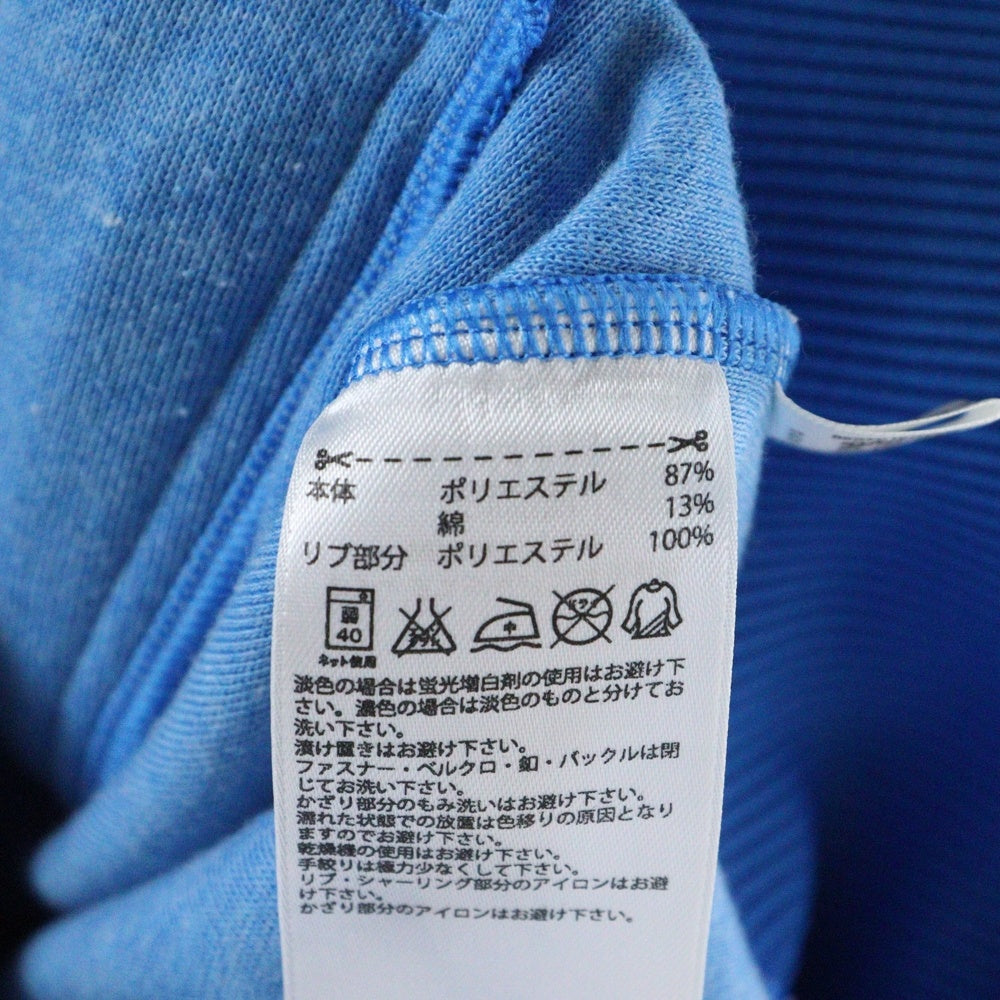 本体 ポリエステル 87%
綿 13%
リブ部分 ポリエステル 100%
弱
40
中
ドライ
ネット使用
淡色の場合は蛍光増白剤の使用はお避け下
さい。濃色の場合は淡色のものと分けてお
洗い下さい。
漬け置きはお避け下さい。
ファスナー・ベルクロ・釦・バックルは閉
じてお洗い下さい。
かざり部分のもみ洗いはお避け下さい。
濡れた状態での放置は色移りの原因となり
ますのでお避け下さい。
乾燥機の使用はお避け下さい。
手絞りは極力少なくして下さい。
リブ・シャーリング部分のアイロンはお避
け下さい。
かざり部分のアイロンはお避け下さい。